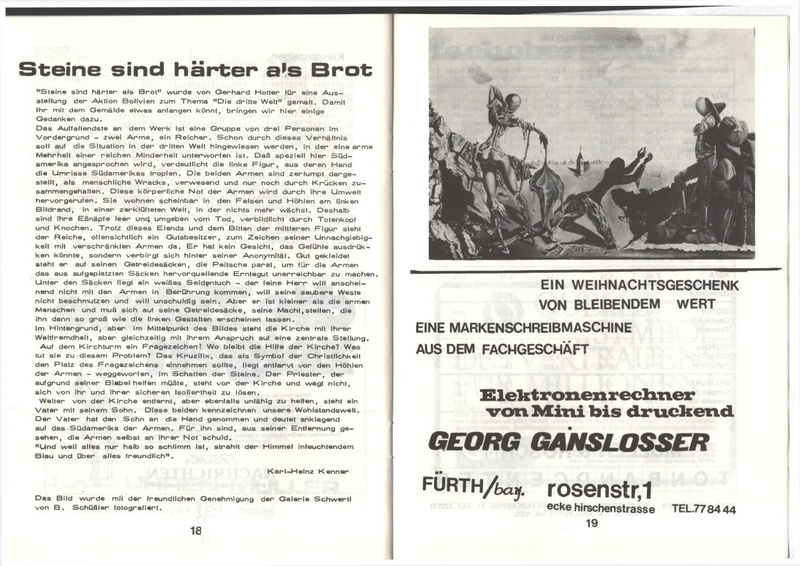 Steine sind härter a's Brot
"Steine sind härter als Brot" wurde von Gerhard Hotter für eine Aus-
stellung der Aktion Bolivien zum Thema "Die dritte Welt" gemalt. Damit
Ihr mit dem Gemälde etwas anfangen könnt, bringen wir hier einige
Gedanken dazu.
Das Auffallendste an dem Werk ist eine Gruppe von drei Personen im
Vordergrund - zwei Arme, ein Reicher. Schon durch dieses Verhältnis
soll auf die Situation in der dritten Welt hingewiesen werden, in der eine arme
Mehrheit einer reichen Minderheit unterworfen ist. Daß speziell hier Süd-
amerika angesprochen wird, verdeutlicht die linke Figur, aus deren Hand
die Umrisse Südamerikas tropfen. Die beiden Armen sind zerlumpt darge-
stellt, als menschliche Wracks, verwesend und nur noch durch Krücken zu-
sammengehalten. Diese körperliche Not der Armen wird durch ihre Umwelt
hervorgerufen. Sie wohnen scheinbar in den Felsen und Höhlen am linken
Bildrand, in einer zerklüfteten Welt, in der nichts mehr wächst. Deshalb
sind ihre Eßnäpfe leer und umgeben vom Tod, verbildlicht durch Totenkopf
und Knochen. Trotz dieses Elends und dem Bitten der mittleren Figur steht
der Reiche, offensichtlich ein Gutsbesitzer, zum Zeichen seiner Unnachgiebig-
keit mit verschränkten Armen da. Er hat kein Gesicht, das Gefühle ausdrük-
ken könnte, sondern verbirgt sich hinter seiner Anonymität. Gut gekleidet
steht er auf seinen Getreidesäcken, die Peitsche parat, um für die Armen
das aus aufgeplatzten Säcken hervorquellende Erntegut unerreichbar zu machen.
Unter den Säcken liegt ein weißes Seidentuch - der feine Herr will anschei-
nend nicht mit den Armen in Berührung kommen, will seine saubere Weste
nicht beschmutzen und will unschuldig sein. Aber er ist kleiner als die armen
Menschen und muß sich auf seine Getreidesäcke, seine Macht, stellen, die
ihn dann so groß wie die linken Gestalten erscheinen lassen.
Im Hintergrund, aber im Mittelpunkt des Bildes steht die Kirche mit ihrer
Weltfremdheit, aber gleichzeitig mit ihrem Anspruch auf eine zentrale Stellung.
Auf dem Kirchturm ein Fragezeichen! Wo bleibt die Hilfe der Kirche? Was
tut sie zu diesem Problem? Das Kruzifix, das als Symbol der Christlichkeit
den Platz des Fragezeichens einnehmen sollte, liegt entlarvt vor den Höhlen
der Armen - weggeworfen, im Schatten der Steine. Der Priester, der
aufgrund seiner Bibel helfen müßte, steht vor der Kirche und wagt nicht,
sich von ihr und ihrer sicheren Isoliertheit zu lösen.
Weiter von der Kirche entfernt, aber ebenfalls unfähig zu helfen, steht ein
Vater mit seinem Sohn. Diese beiden kennzeichnen unsere Wohlstandswelt.
Der Vater hat den Sohn an die Hand genommen und deutet anklagend
auf das Südamerika der Armen. Für ihn sind, aus seiner Entfernung ge-
sehen, die Armen selbst an ihrer Not schuld.
"Und weil alles nur halb so schlimm ist, strahlt der Himmel in leuchtendem
Blau und über alles freundlich".
Karl-Heinz Kenner
Das Bild wurde mit der freundlichen Genehmigung der Galerie Schwertl
von B. Schüßler fotografiert.
18
EIN WEIHNACHTSGESCHENK
VON BLEIBENDEM WERT
EINE MARKENSCHREIBMASCHINE
AUS DEM FACHGESCHÄFT
Elektronenrechner
von Mini bis druckend
GEORG GÄNSLOSSER
FÜRTH/bay. rosenstr,1
ecke hirschenstrasse TEL.77 84 44
19